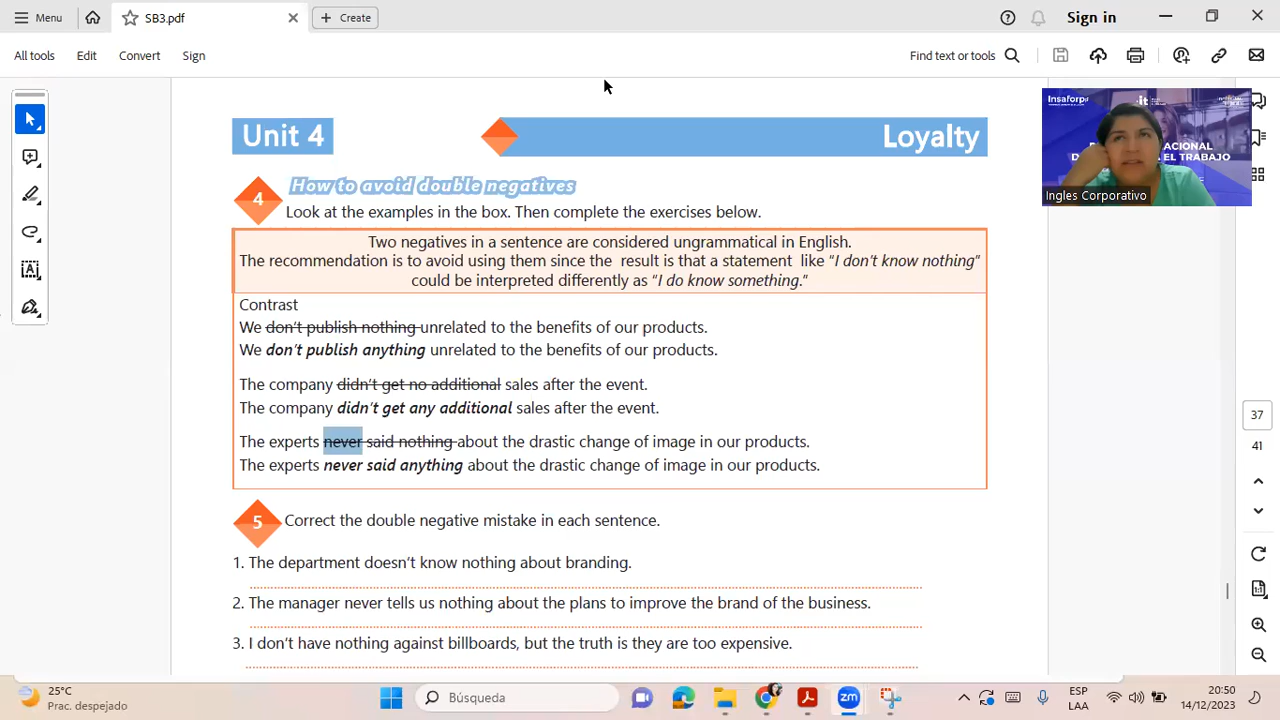 Menu
SB3.pdf
Create
Sign in
All tools
Edit
Convert
Sign
Find text or tools
Unit 4
Loyalty
4
How to avoid double negatives
Look at the examples in the box. Then complete the exercises below.
Two negatives in a sentence are considered ungrammatical in English.
The recommendation is to avoid using them since the result is that a statement like "I don't know nothing"
could be interpreted differently as "I do know something."
Contrast
We don't publish nothing unrelated to the benefits of our products.
We don't publish anything unrelated to the benefits of our products.
The company didn't get no additional sales after the event.
The company didn't get any additional sales after the event.
The experts never said nothing about the drastic change of image in our products.
The experts never said anything about the drastic change of image in our products.
5
Correct the double negative mistake in each sentence.
1. The department doesn't know nothing about branding.
2. The manager never tells us nothing about the plans to improve the brand of the business.
3. I don't have nothing against billboards, but the truth is they are too expensive.
Insaforp
it
ACIONAL
A EL TRABAJO
Ingles Corporativo
37
41
25°C
Prac. despejado
Búsqueda
zm
ESP
LAA
20:50
14/12/2023